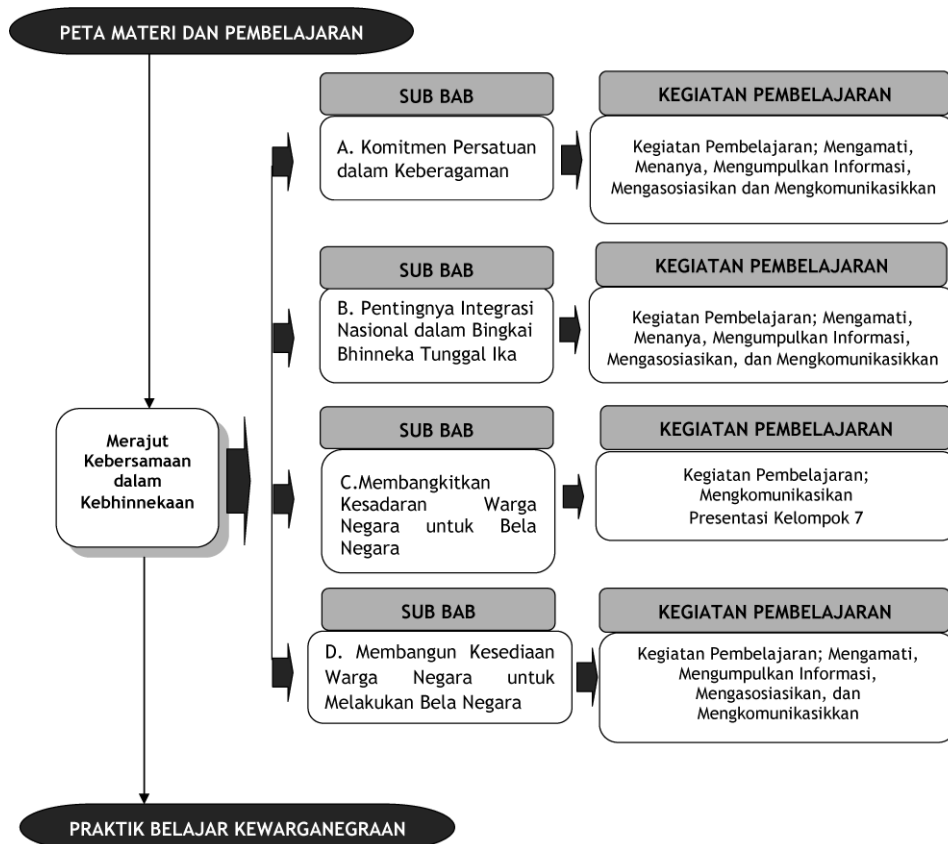 PETA MATERI DAN PEMBELAJARAN
SUB BAB
KEGIATAN PEMBELAJARAN
A. Komitmen Persatuan
dalam Keberagaman
Kegiatan Pembelajaran; Mengamati,
Menanya, Mengumpulkan Informasi,
Mengasosiasikan dan Mengkomunikasikkan
SUB BAB
KEGIATAN PEMBELAJARAN
B. Pentingnya Integrasi
Nasional dalam Bingkai
Bhinneka Tunggal Ika
Kegiatan Pembelajaran; Mengamati,
Menanya, Mengumpulkan Informasi,
Mengasosiasikan, dan Mengkomunikasikkan
Merajut
Kebersamaan
dalam
Kebhinnekaan
SUB BAB
KEGIATAN PEMBELAJARAN
C.Membangkitkan
Kesadaran Warga
Negara untuk Bela
Negara
Kegiatan Pembelajaran;
Mengkomunikasikan
Presentasi Kelompok 7
SUB BAB
KEGIATAN PEMBELAJARAN
D. Membangun Kesediaan
Warga Negara untuk
Melakukan Bela Negara
Kegiatan Pembelajaran; Mengamati,
Mengumpulkan Informasi,
Mengasosiasikan, dan
Mengkomunikasikkan
PRAKTIK BELAJAR KEWARGANEGRAAN